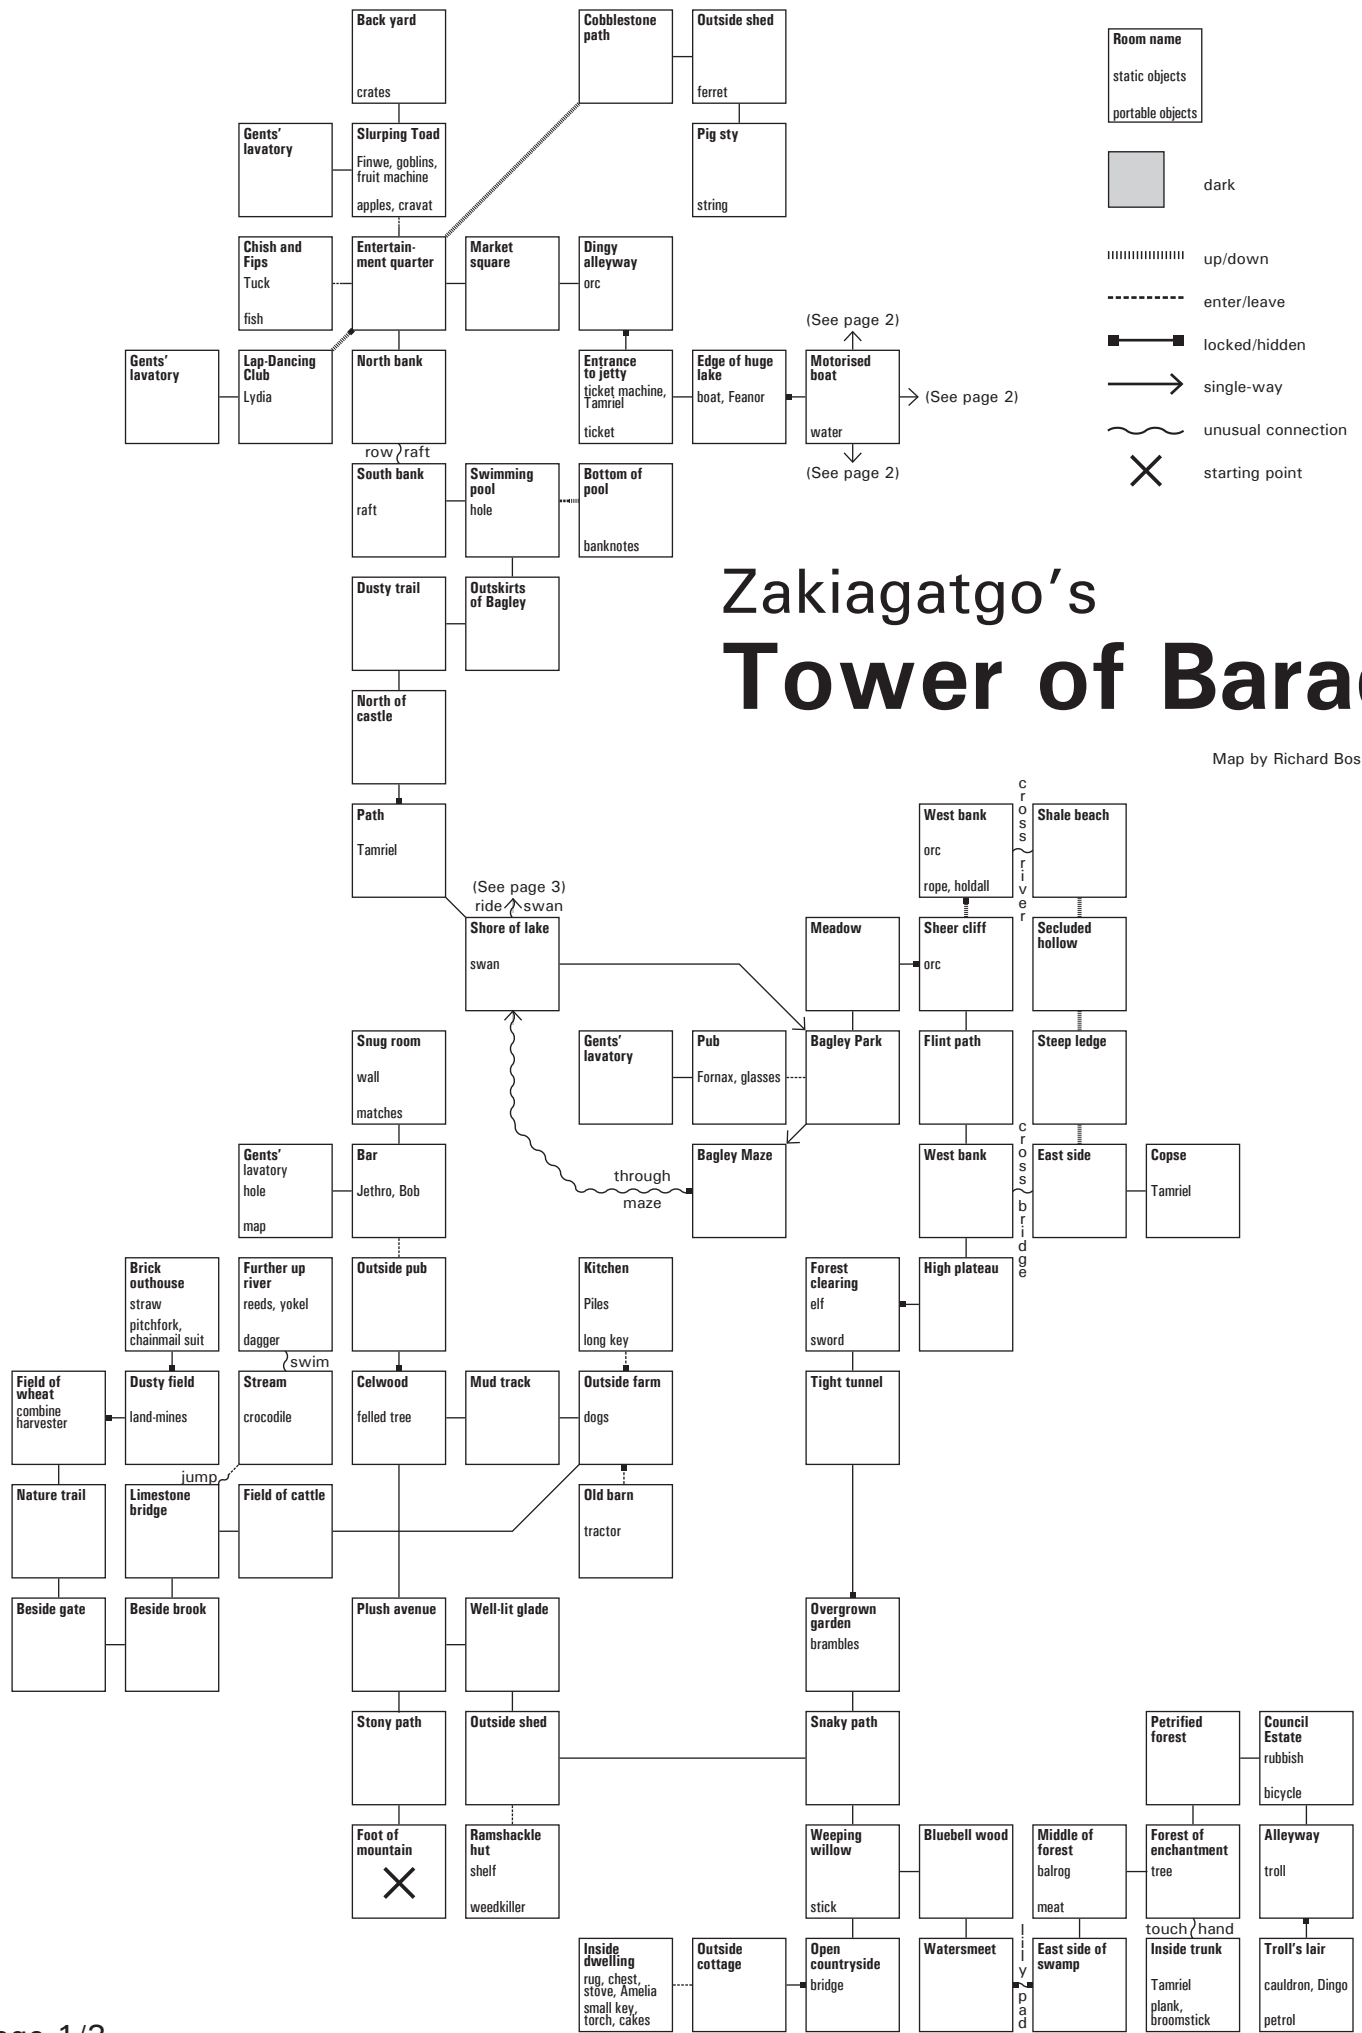 Back yard
crates
Cobblestone
path
Outside shed
ferret
Room name
static objects
portable objects
Gents'
lavatory
Slurping Toad
Finwe, goblins,
fruit machine
apples, cravat
Pig sty
string
dark
up/down
enter/leave
locked/hidden
single-way
unusual connection
starting point
Chish and
Fips
Tuck
fish
Entertain-
ment quarter
Market
square
Dingy
alleyway
orc
(See page 2)
Gents'
lavatory
Lap-Dancing
Club
Lydia
North bank
Entrance
to jetty
ticket machine,
Tamriel
ticket
Edge of huge
lake
boat, Feanor
Motorised
boat
water
(See page 2)
(See page 2)
row raft
South bank
raft
Swimming
pool
hole
Bottom of
pool
banknotes
Dusty trail
Outskirts
of Bagley
Zakiagatgo's
Tower of
Map by Richard
North of
castle
Path
Tamriel
West bank
orc
rope, holdall
cross river
Shale beach
(See page 3)
ride swan
Shore of lake
swan
Meadow
Sheer cliff
orc
Secluded
hollow
Snug room
wall
matches
Gents'
lavatory
Pub
Fornax, glasses
Bagley Park
Flint path
Steep ledge
Gents'
lavatory
hole
map
Bar
Jethro, Bob
through
maze
Bagley Maze
West bank
cross bridge
East side
Copse
Tamriel
Brick
outhouse
straw
pitchfork,
chainmail suit
Further up
river
reeds, yokel
dagger
Outside pub
Kitchen
Piles
long key
Forest
clearing
elf
sword
High plateau
swim
Field of
wheat
combine
harvester
Dusty field
land-mines
Stream
crocodile
Celwood
felled tree
Mud track
Outside farm
dogs
Tight tunnel
jump
Nature trail
Limestone
bridge
Field of cattle
Old barn
tractor
Beside gate
Beside brook
Plush avenue
Well-lit glade
Overgrown
garden
brambles
Stony path
Outside shed
Snaky path
Petrified
forest
Council
Estate
rubbish
bicycle
Foot of
mountain
Ramshackle
hut
shelf
weedkiller
Weeping
willow
stick
Bluebell wood
Middle of
forest
balrog
meat
Forest of
enchantment
tree
Alleyway
troll
touch hand
Inside
dwelling
rug, chest,
stove, Amelia
small key,
torch, cakes
Outside
cottage
Open
countryside
bridge
Watersmeet
lily pad
East side of
swamp
Inside trunk
Tamriel
plank,
broomstick
Troll's lair
cauldron, Dingo
petrol